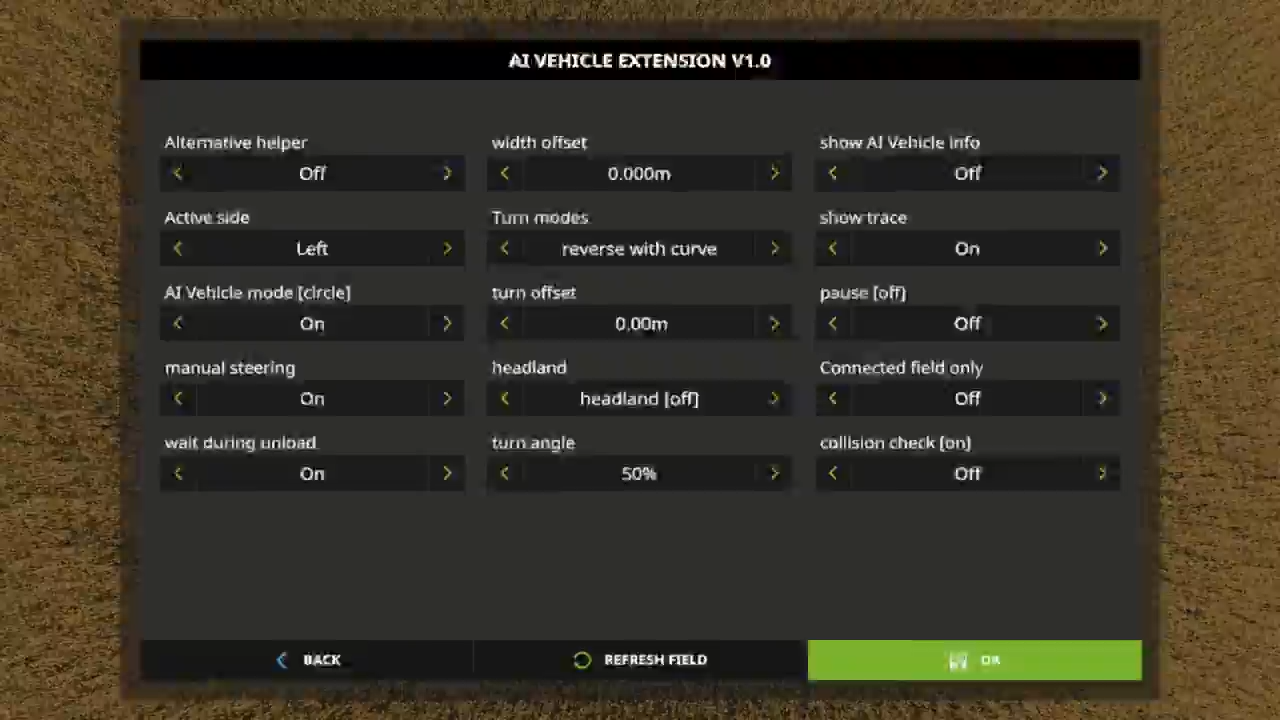 AI VEHICLE EXTENSION V1.0
Alternative helper
Off
width offset
0.000m
show AI Vehicle info
Off
Active side
Left
Turn modes
reverse with curve
show trace
On
AI Vehicle mode [circle]
On
turn offset
0.00m
pause [off]
Off
manual steering
On
headland
headland [off]
Connected field only
Off
wait during unload
On
turn angle
50%
collision check [on]
Off
BACK
REFRESH FIELD
OK